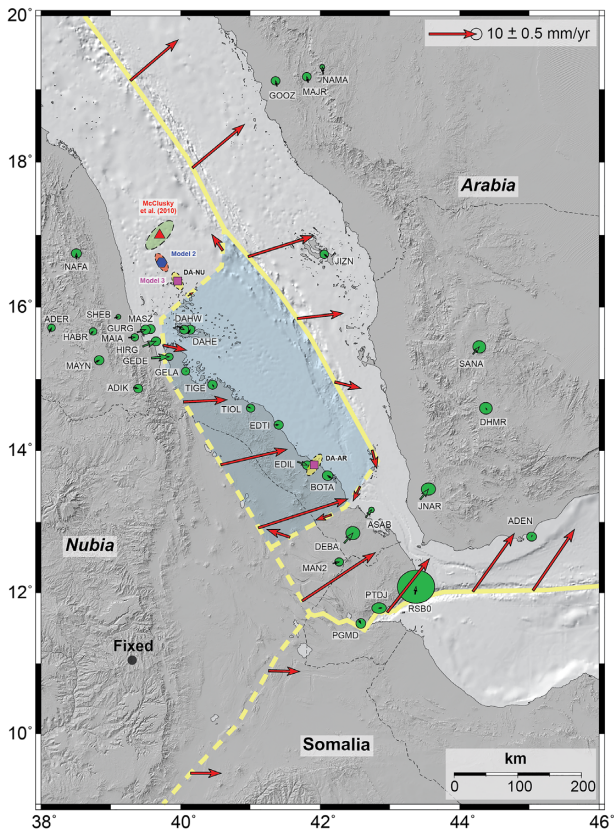 20°
10 ± 0.5 mm/yr
NAMA
GOOZ
MAJR
18°
Arabia
McClusky
et al. (2010)
NAFA
Model 2
JIZN
DA-NU
Model 3
16°
ADER
SHEB
MASZ
DAHW
HABR
GURG
MAIA
DAHE
HIRG
SANA
MAYN
GEDE
GELA
ADIK
TIGE
TIOL
DHMR
EDTI
14°
EDIL
DA-AR
BOTA
JNAR
ASAB
ADEN
Nubia
DEBA
MAN2
12°
PTDJ
RSB0
PGMD
Fixed
10°
Somalia
km
0 100 200
38 40 42 44 46